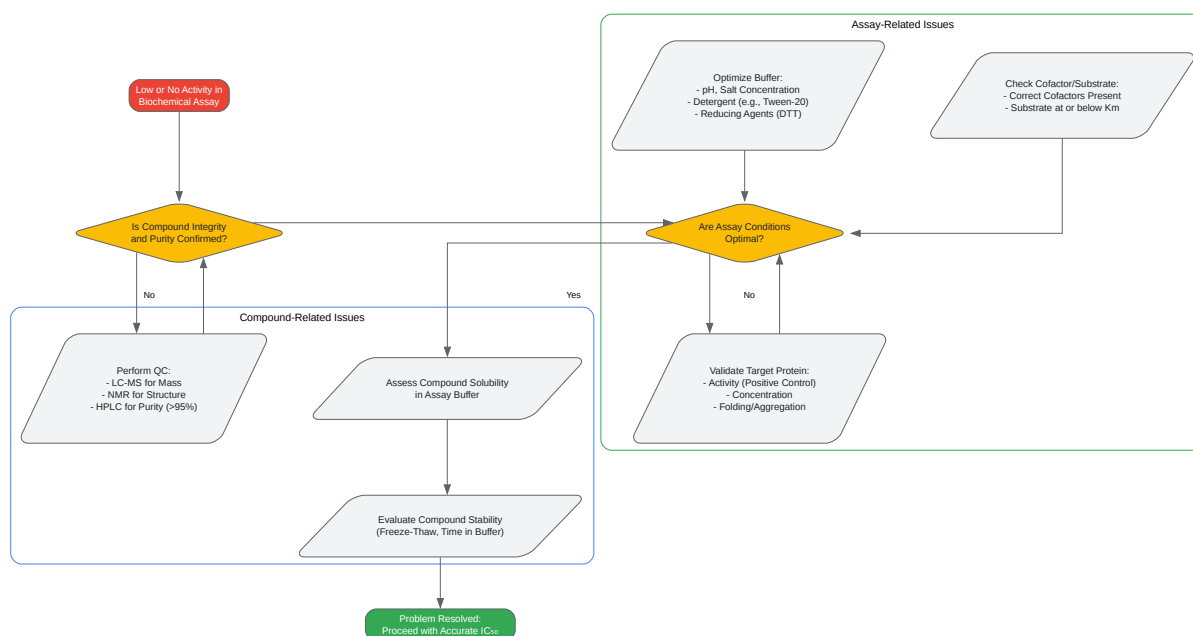 Assay-Related Issues
Low or No Activity in
Biochemical Assay
Optimize Buffer:
- pH, Salt Concentration
- Detergent (e.g., Tween-20)
- Reducing Agents (DTT)
Check Cofactor/Substrate:
- Correct Cofactors Present
- Substrate at or below Km
Is Compound Integrity
and Purity Confirmed?
Are Assay Conditions
Optimal?
No
Yes
No
Compound-Related Issues
Perform QC:
- LC-MS for Mass
- NMR for Structure
- HPLC for Purity (>95%)
Assess Compound Solubility
in Assay Buffer
Validate Target Protein:
- Activity (Positive Control)
- Concentration
- Folding/Aggregation
Evaluate Compound Stability
(Freeze-Thaw, Time in Buffer)
Problem Resolved:
Proceed with Accurate IC₅₀